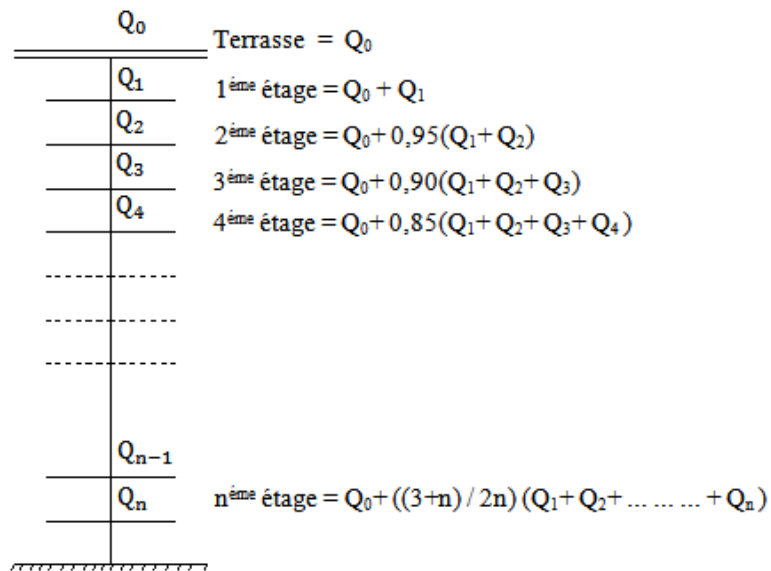 Q₀
Terrasse = Q₀
Q₁
1ème étage = Q₀ + Q₁
Q₂
2ème étage = Q₀+ 0,95(Q₁+ Q₂)
Q₃
3ème étage = Q₀+ 0,90(Q₁+ Q₂+ Q₃)
Q₄
4ème étage = Q₀+ 0,85(Q₁+ Q₂+ Q₃+ Q₄ )
Qₙ₋₁
Qₙ
nème étage = Q₀+ ((3+n) / 2n) (Q₁+ Q₂+ ... ... ... + Qₙ)